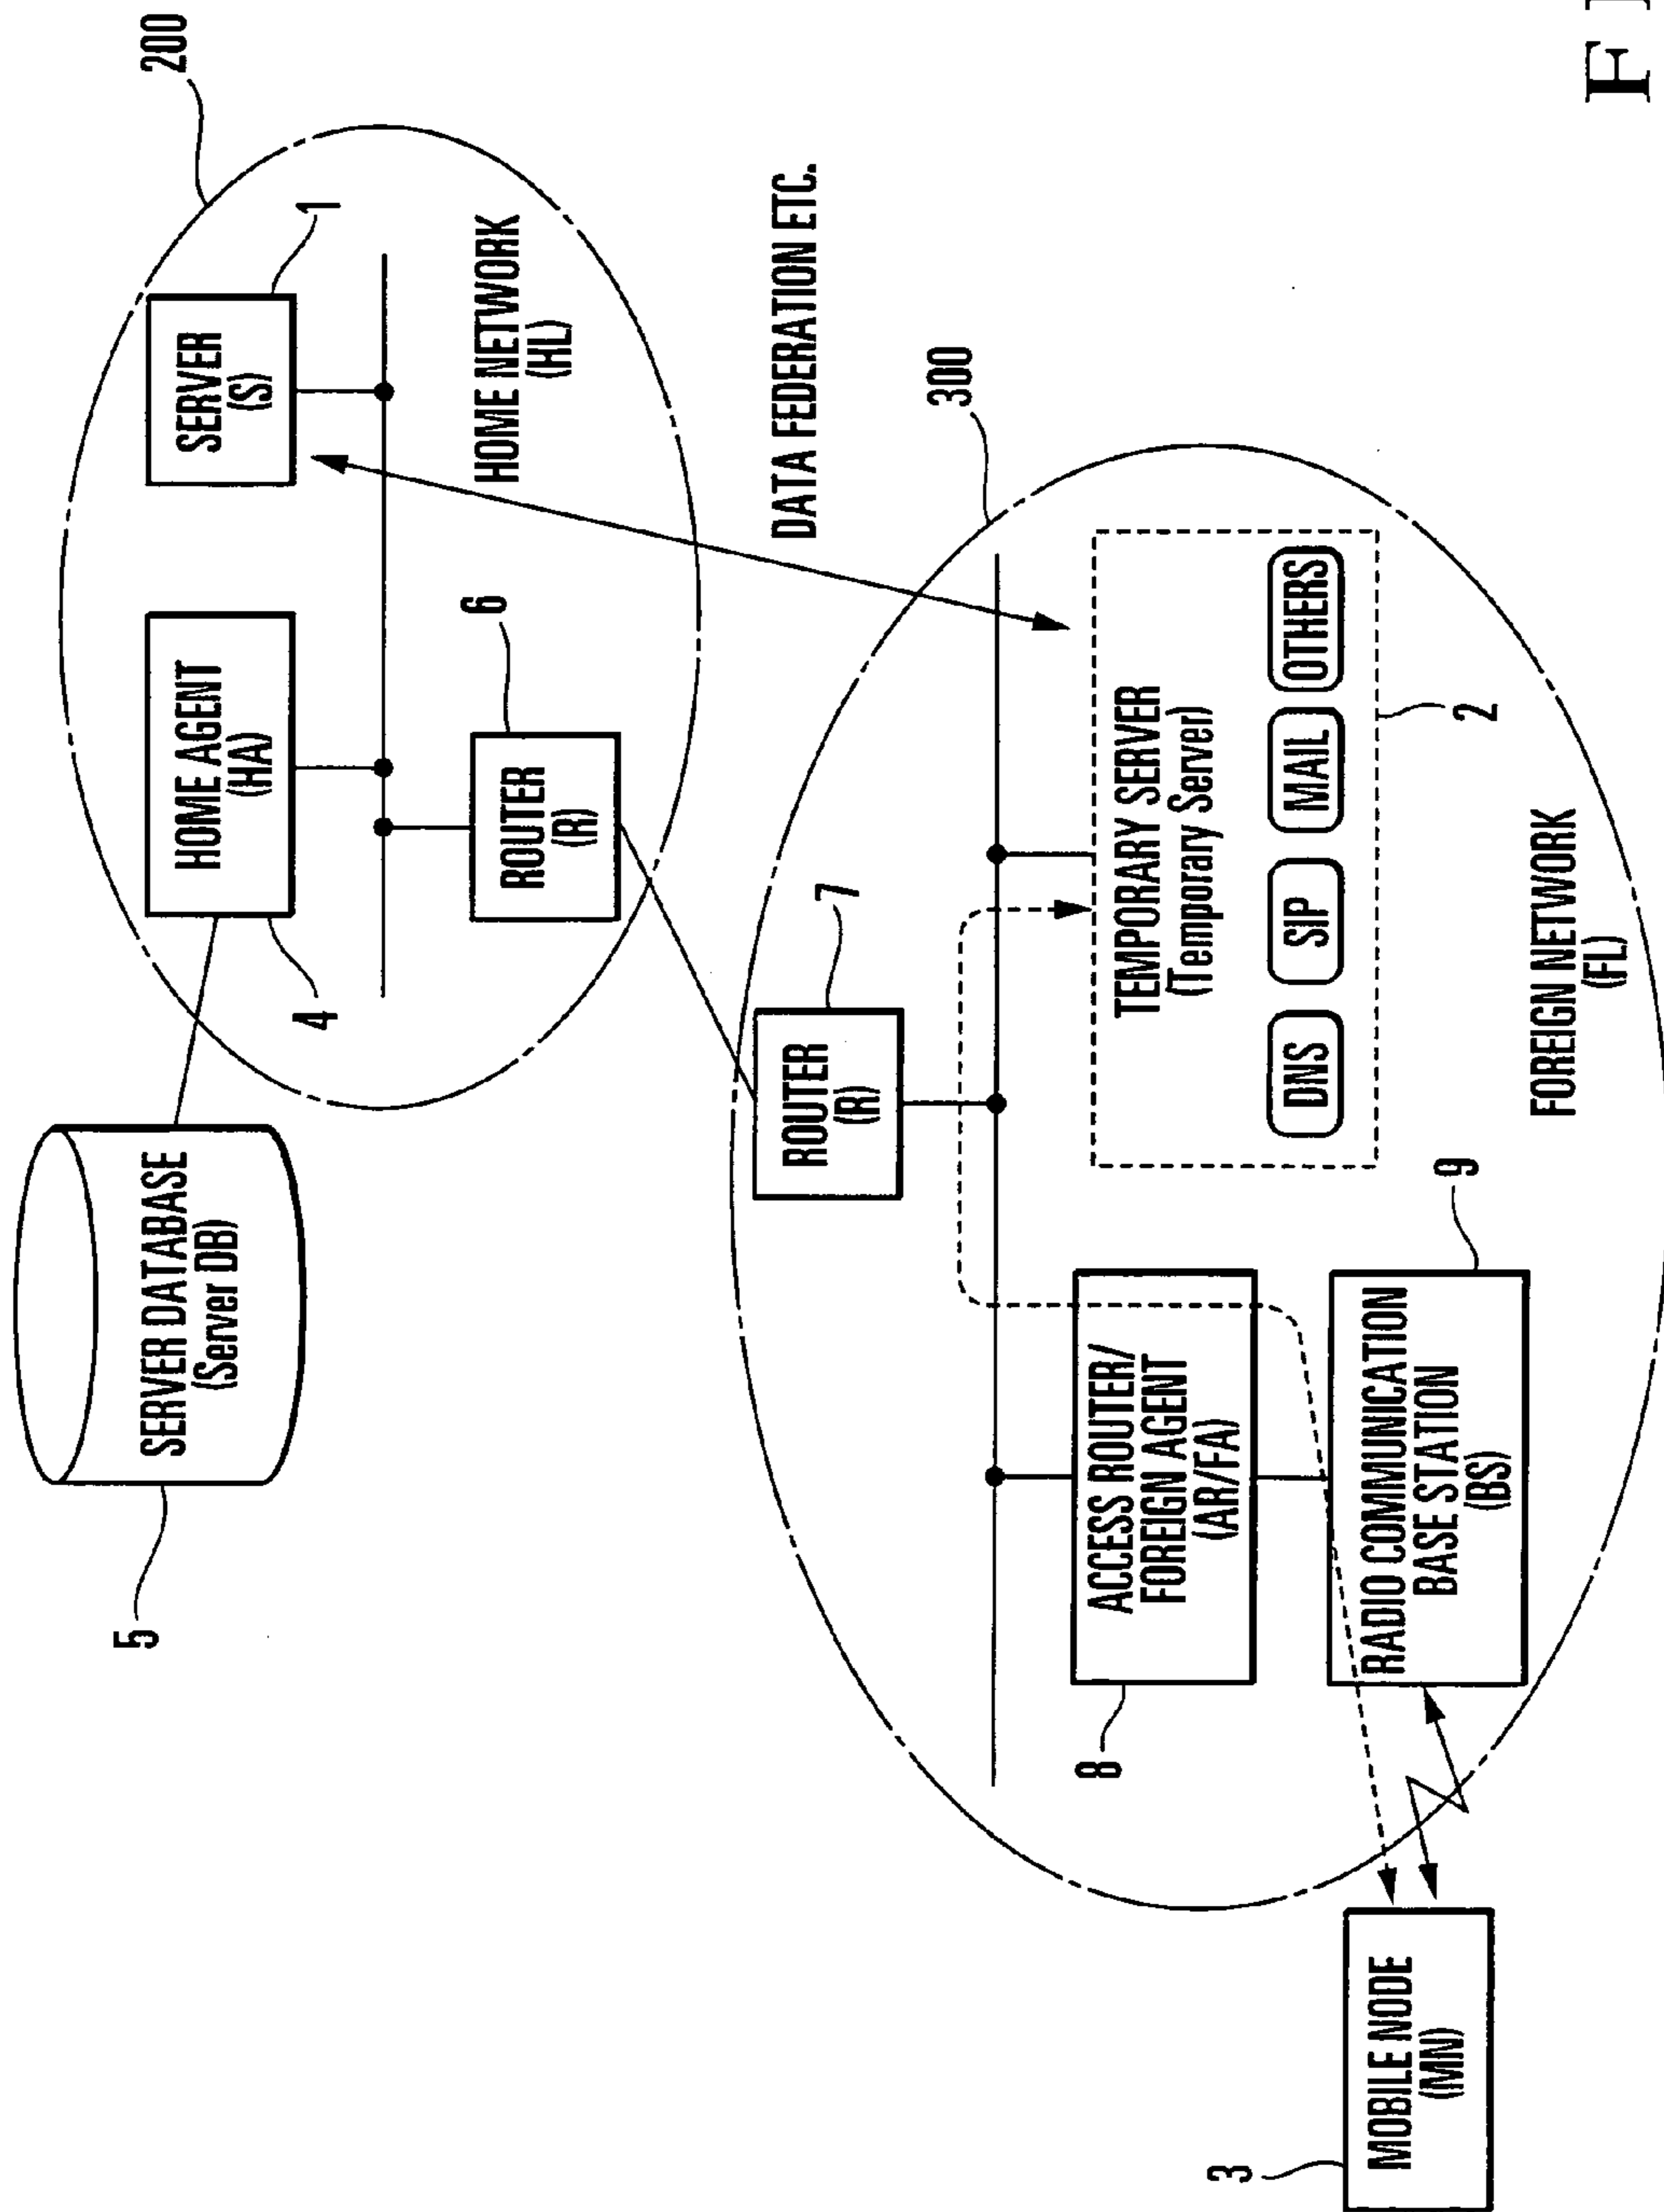 200
5
SERVER DATABASE
(Server DB)
4
HOME AGENT
(HA)
SERVER
(S)
1
6
ROUTER
(R)
HOME NETWORK
(HL)
DATA FEDERATION ETC.
300
ROUTER
(R)
7
8
ACCESS ROUTER/
FOREIGN AGENT
(AR/FA)
TEMPORARY SERVER
(Temporary Server)
DNS
SIP
MAIL
OTHERS
2
RADIO COMMUNICATION
BASE STATION
(BS)
9
FOREIGN NETWORK
(FL)
3
MOBILE NODE
(MN)